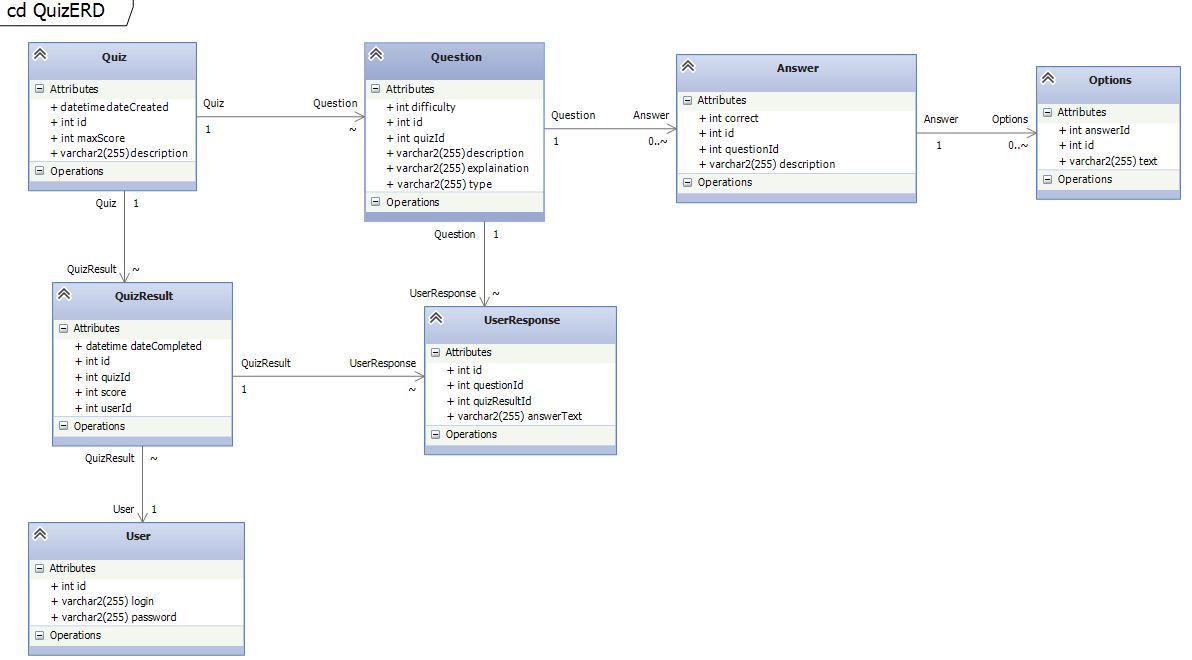 cd QuizERD
Quiz
Attributes
+ datetime dateCreated
+ int id
+ int maxScore
+ varchar2(255) description
Operations
Quiz
Question
1
~
Question
Attributes
+ int difficulty
+ int id
+ int quizId
+ varchar2(255) description
+ varchar2(255) explaination
+ varchar2(255) type
Operations
Question
Answer
1
0..~
Answer
Attributes
+ int correct
+ int id
+ int questionId
+ varchar2(255) description
Operations
Answer
Options
1
0..~
Options
Attributes
+ int answerId
+ int id
+ varchar2(255) text
Operations
Quiz
1
QuizResult
~
QuizResult
Attributes
+ datetime dateCompleted
+ int id
+ int quizId
+ int score
+ int userId
Operations
QuizResult
UserResponse
1
~
Question
1
UserResponse
~
UserResponse
Attributes
+ int id
+ int questionId
+ int quizResultId
+ varchar2(255) answerText
Operations
QuizResult
~
User
1
User
Attributes
+ int id
+ varchar2(255) login
+ varchar2(255) password
Operations